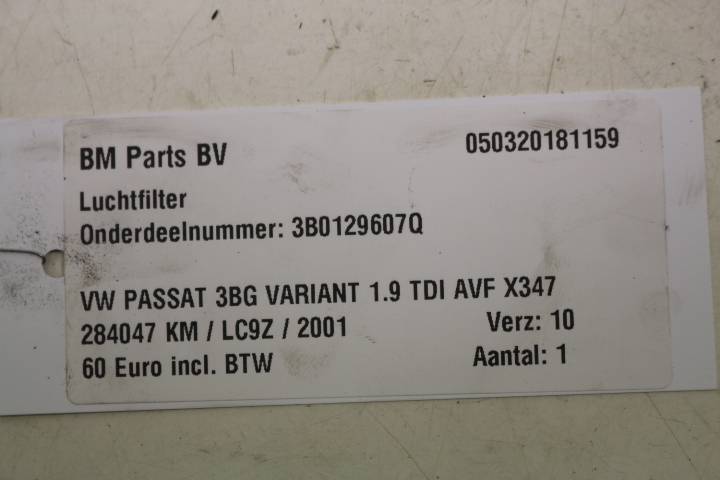 BM Parts BV 050320181159
Luchtfilter
Onderdeelnummer: 3B0129607Q
VW PASSAT 3BG VARIANT 1.9 TDI AVF X347
284047 KM / LC9Z / 2001 Verz: 10
60 Euro incl. BTW Aantal: 1